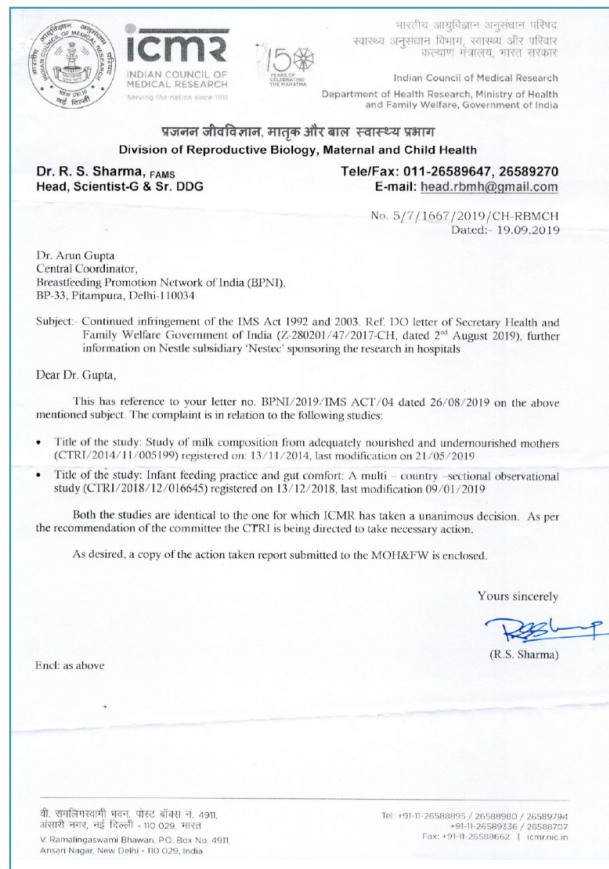 INDIAN COUNCIL OF MEDICAL RESEARCH
नई दिल्ली
icmr
INDIAN COUNCIL OF
MEDICAL RESEARCH
Serving the nation since 1911
150
YEARS OF
CELEBRATING
THE MAHATMA
भारतीय आयुर्विज्ञान अनुसंधान परिषद
स्वास्थ्य अनुसंधान विभाग, स्वास्थ्य और परिवार
कल्याण मंत्रालय, भारत सरकार
Indian Council of Medical Research
Department of Health Research, Ministry of Health
and Family Welfare, Government of India
प्रजनन जीवविज्ञान, मातृक और बाल स्वास्थ्य प्रभाग
Division of Reproductive Biology, Maternal and Child Health
Dr. R. S. Sharma, FAMS
Head, Scientist-G & Sr. DDG
Tele/Fax: 011-26589647, 26589270
E-mail: head.rbmh@gmail.com
No. 5/7/1667/2019/CH-RBMCH
Dated:- 19.09.2019
Dr. Arun Gupta
Central Coordinator,
Breastfeeding Promotion Network of India (BPNI),
BP-33, Pitampura, Delhi-110034
Subject:- Continued infringement of the IMS Act 1992 and 2003. Ref. DO letter of Secretary Health and
Family Welfare Government of India (Z-280201/47/2017-CH, dated 2nd August 2019), further
information on Nestle subsidiary 'Nestec' sponsoring the research in hospitals
Dear Dr. Gupta,
This has reference to your letter no. BPNI/2019/IMS ACT/04 dated 26/08/2019 on the above
mentioned subject. The complaint is in relation to the following studies:
• Title of the study: Study of milk composition from adequately nourished and undernourished mothers
(CTRI/2014/11/005199) registered on: 13/11/2014, last modification on 21/05/2019
• Title of the study: Infant feeding practice and gut comfort: A multi – country –sectional observational
study (CTRI/2018/12/016645) registered on 13/12/2018, last modification 09/01/2019
Both the studies are identical to the one for which ICMR has taken a unanimous decision. As per
the recommendation of the committee the CTRI is being directed to take necessary action.
As desired, a copy of the action taken report submitted to the MOH&FW is enclosed.
Yours sincerely
(R.S. Sharma)
Encl: as above
वी. रामलिंगस्वामी भवन, पोस्ट बॉक्स नं. 4911,
अंसारी नगर, नई दिल्ली - 110 029, भारत
V. Ramalingaswami Bhawan, P.O. Box No. 4911,
Ansari Nagar, New Delhi - 110 029, India
Tel: +91-11-26588895 / 26588980 / 26589794
+91-11-26589336 / 26588707
Fax: +91-11-26588662 | icmr.nic.in